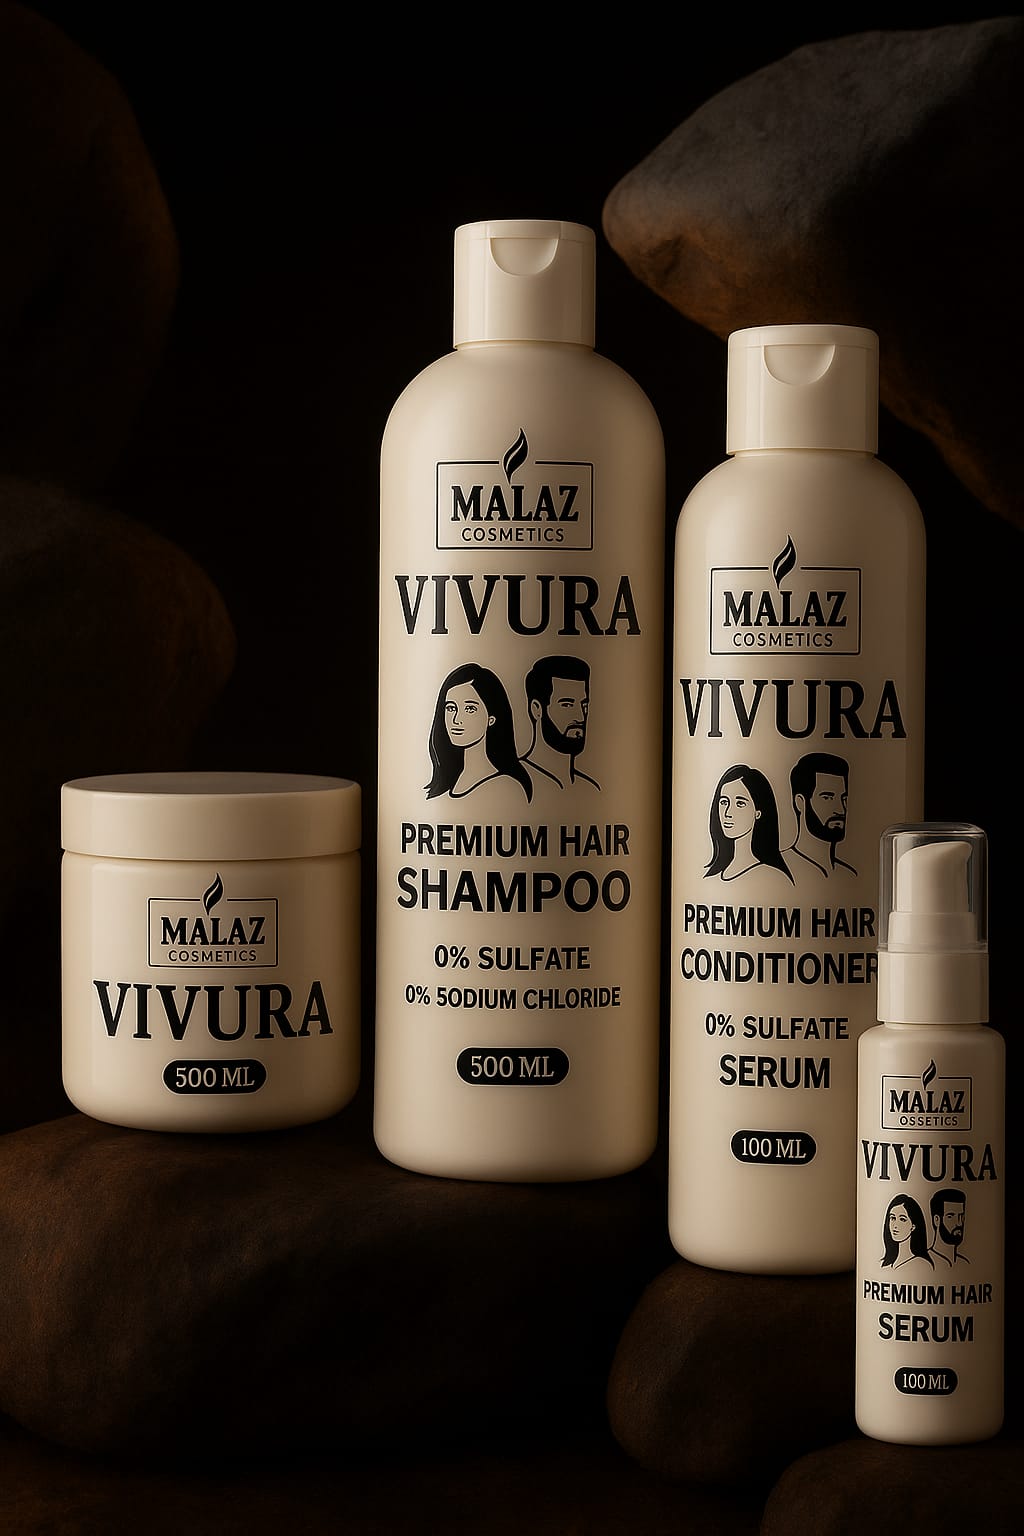 MALAZ
COSMETICS
VIVURA
500 ML
MALAZ
COSMETICS
VIVURA
PREMIUM HAIR
SHAMPOO
0% SULFATE
0% 5ODIUM CHLORIDE
500 ML
MALAZ
COSMETICS
VIVURA
PREMIUM HAIR
CONDITIONER
0% SULFATE
SERUM
100 ML
MALAZ
OSSETICS
VIVURA
PREMIUM HAIR
SERUM
100 ML